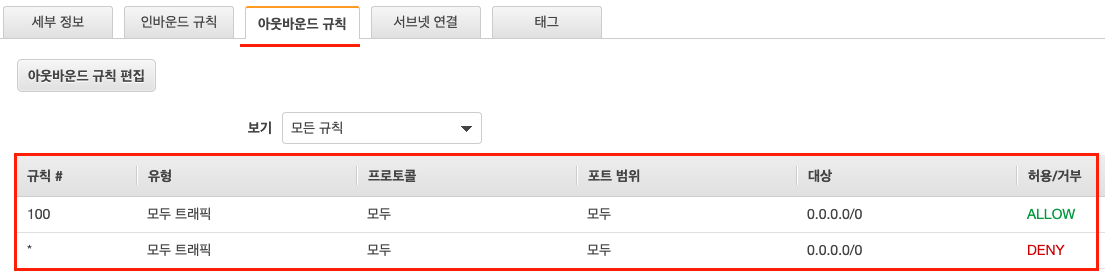 세부 정보 인바운드 규칙 아웃바운드 규칙 서브넷 연결 태그
아웃바운드 규칙 편집
보기 모든 규칙
규칙 # 유형 프로토콜 포트 범위 대상 허용/거부
100 모두 트래픽 모두 모두 0.0.0.0/0 ALLOW
* 모두 트래픽 모두 모두 0.0.0.0/0 DENY